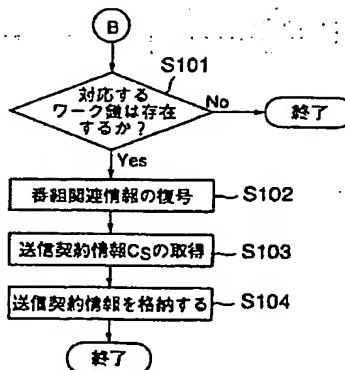 B
S101
対応する
ワーク鍵は存在
するか？
No
終了
Yes
番組関連情報の復号
S102
送信契約情報CSの取得
S103
送信契約情報を格納する
S104
終了